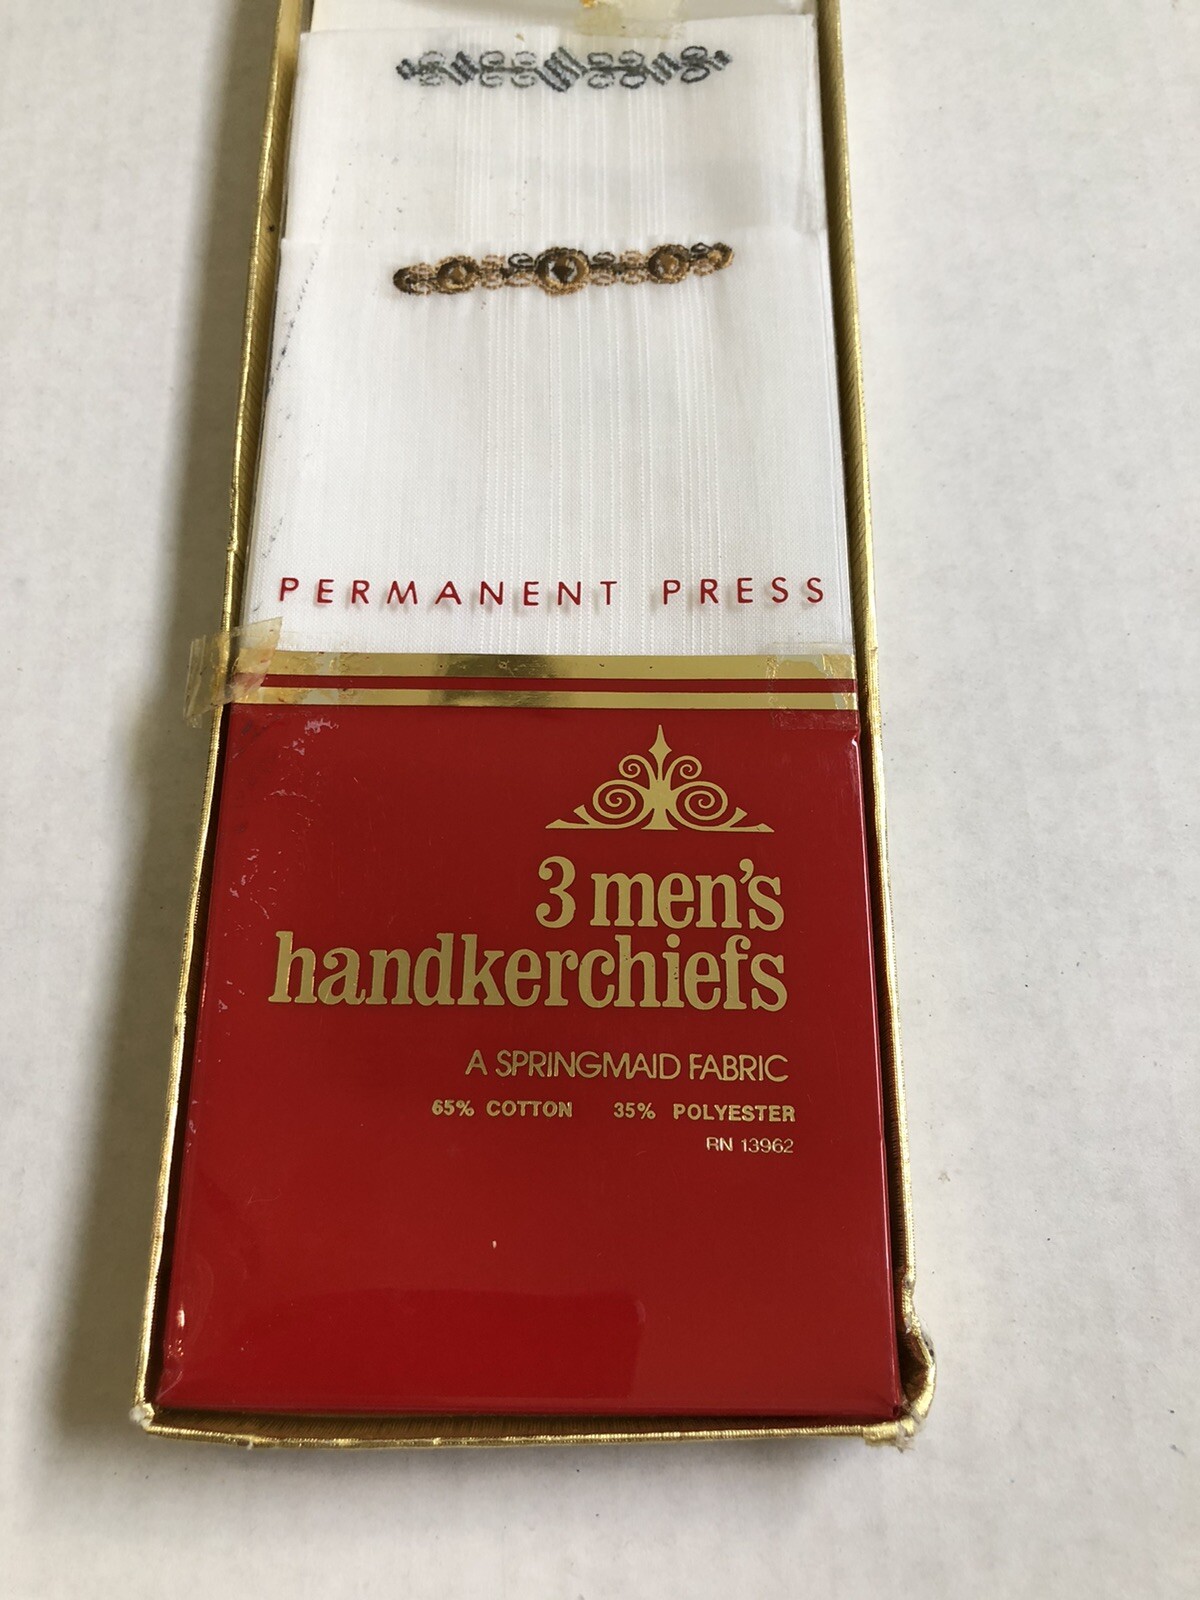 PERMANENT PRESS
3 men's
handkerchiefs
A SPRINGMAID FABRIC
65% COTTON 35% POLYESTER
RN 13962